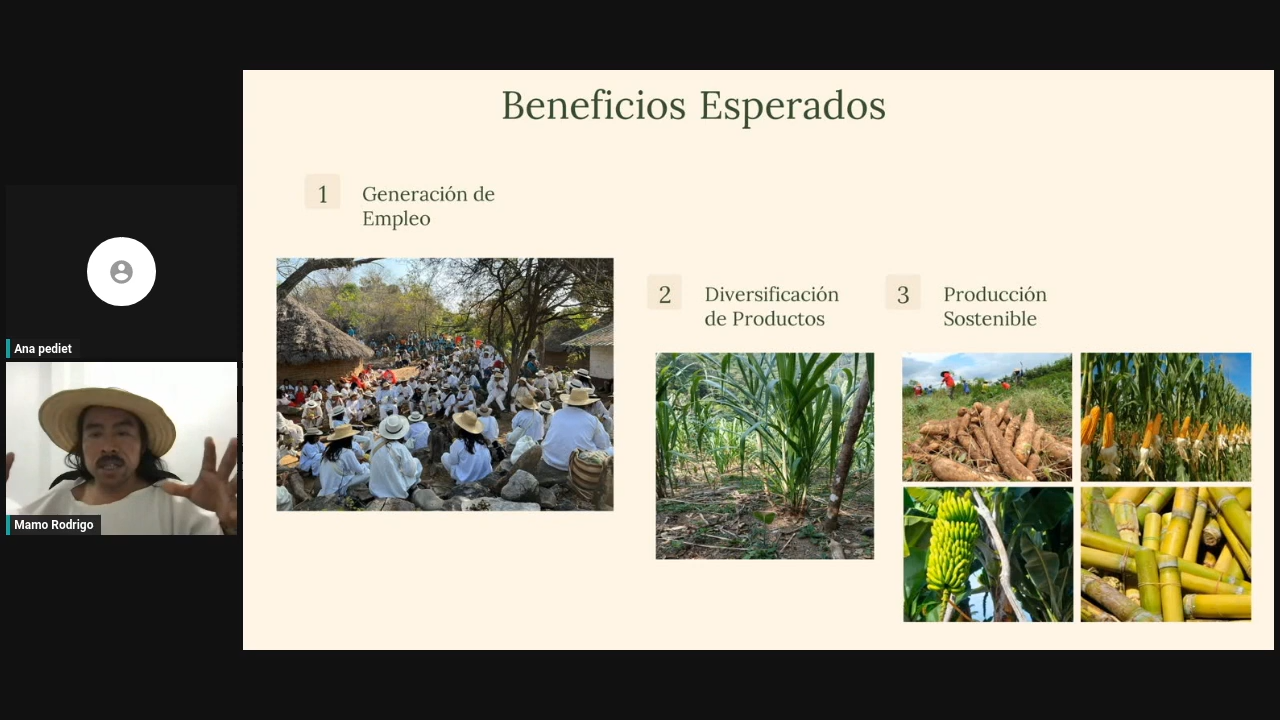 Beneficios Esperados
1
Generación de
Empleo
2
Diversificación
de Productos
3
Producción
Sostenible
Ana pediet
Mamo Rodrigo